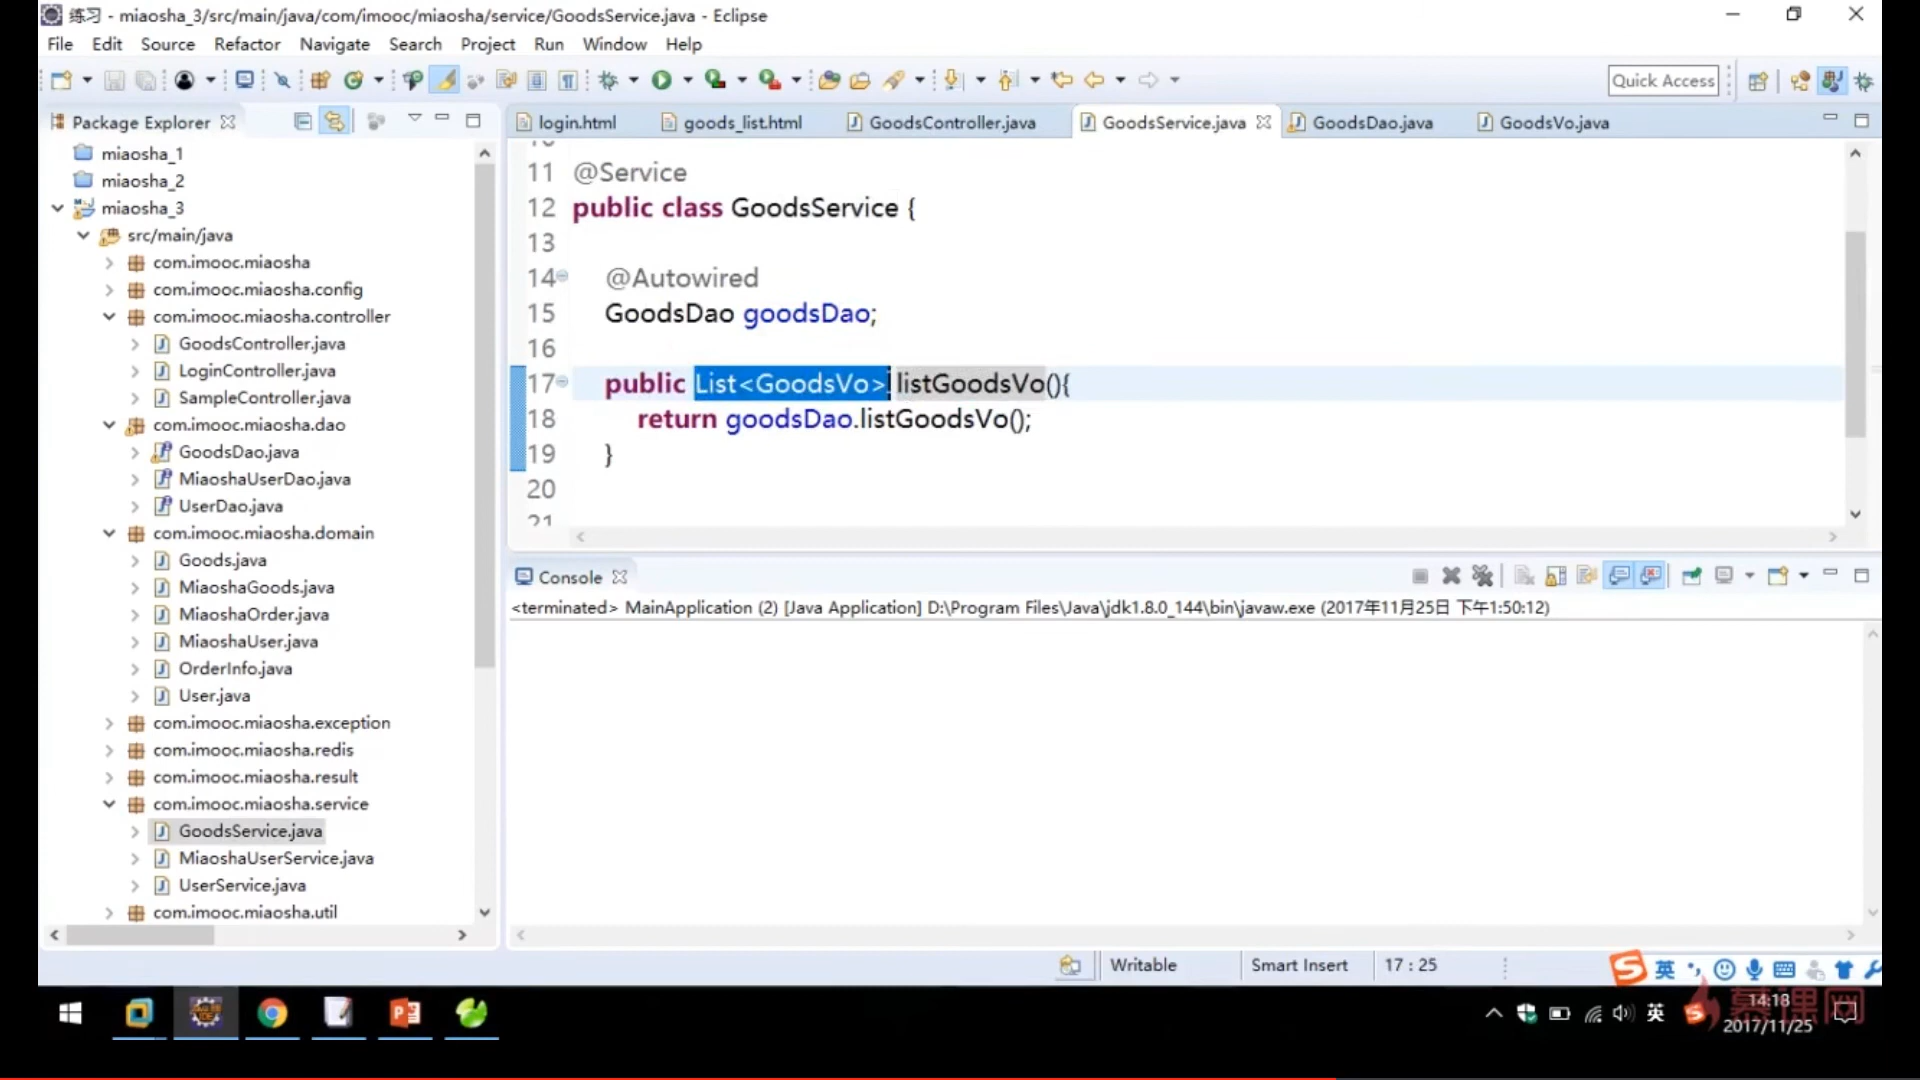 练习 - miaosha_3/src/main/java/com/imooc/miaosha/service/GoodsService.java - Eclipse
File Edit Source Refactor Navigate Search Project Run Window Help
Quick Access
Package Explorer
miaosha_1
miaosha_2
miaosha_3
src/main/java
com.imooc.miaosha
com.imooc.miaosha.config
com.imooc.miaosha.controller
GoodsController.java
LoginController.java
SampleController.java
com.imooc.miaosha.dao
GoodsDao.java
MiaoshaUserDao.java
UserDao.java
com.imooc.miaosha.domain
Goods.java
MiaoshaGoods.java
MiaoshaOrder.java
MiaoshaUser.java
OrderInfo.java
User.java
com.imooc.miaosha.exception
com.imooc.miaosha.redis
com.imooc.miaosha.result
com.imooc.miaosha.service
GoodsService.java
MiaoshaUserService.java
UserService.java
com.imooc.miaosha.util
login.html goods_list.html GoodsController.java GoodsService.java GoodsDao.java GoodsVo.java
11 @Service
12 public class GoodsService {
13
14 @Autowired
15 GoodsDao goodsDao;
16
17 public List<GoodsVo> listGoodsVo(){
18 return goodsDao.listGoodsVo();
19 }
20
21
Console
<terminated> MainApplication (2) [Java Application] D:\Program Files\Java\jdk1.8.0_144\bin\javaw.exe (2017年11月25日 下午1:50:12)
Writable Smart Insert 17 : 25
英
英
14:18
2017/11/25
慕课网